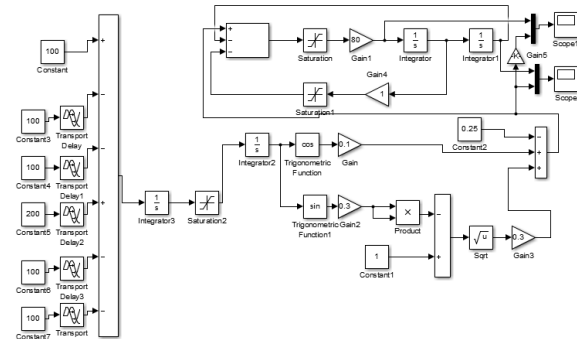 100
Constant
100
Constant3
Transport
Delay
100
Constant4
Transport
Delay1
200
Constant5
Transport
Delay2
100
Constant6
Transport
Delay3
100
Constant7
Transport
1
s
Integrator3
Saturation2
1
s
Integrator2
cos
Trigonometric
Function
0.1
Gain
sin
Trigonometric
Function1
0.3
Gain2
×
Product
1
Constant1
√u
Sqrt
0.3
Gain3
0.25
Constant2
Saturation
80
Gain1
1
s
Integrator
1
s
Integrator1
Gain4
1
Saturation1
-K-
Gain5
Scope1
Scope